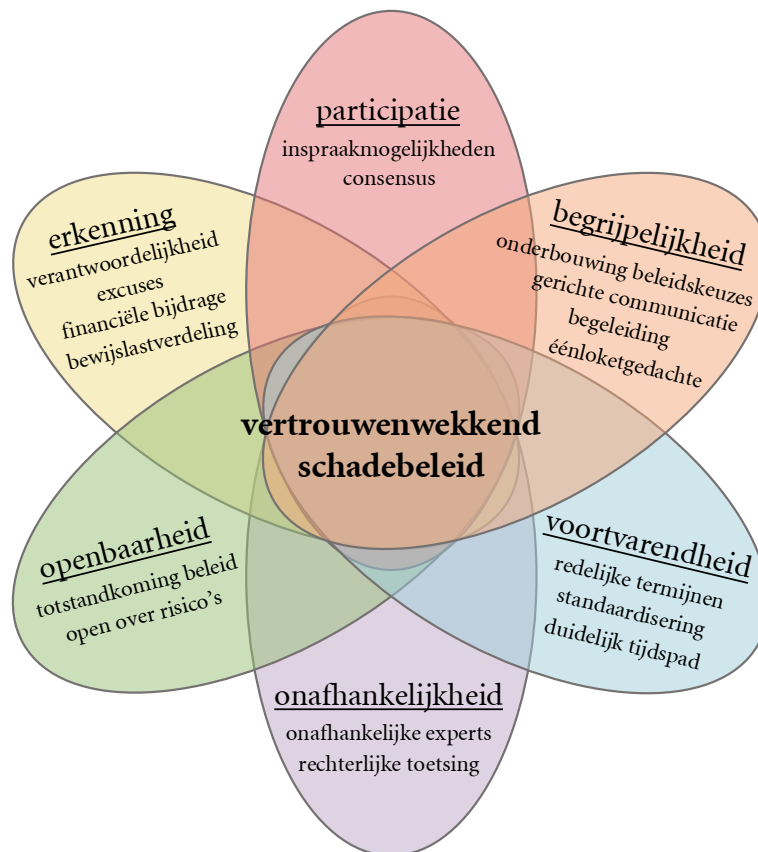 participatie
inspraakmogelijkheden
consensus
begrijpelijkheid
onderbouwing beleidskeuzes
gerichte communicatie
begeleiding
éénloketgedachte
voortvarendheid
redelijke termijnen
standaardisering
duidelijk tijdspad
onafhankelijkheid
onafhankelijke experts
rechterlijke toetsing
openbaarheid
totstandkoming beleid
open over risico’s
erkenning
verantwoordelijkheid
excuses
financiële bijdrage
bewijslastverdeling
vertrouwenwekkend
schadebeleid